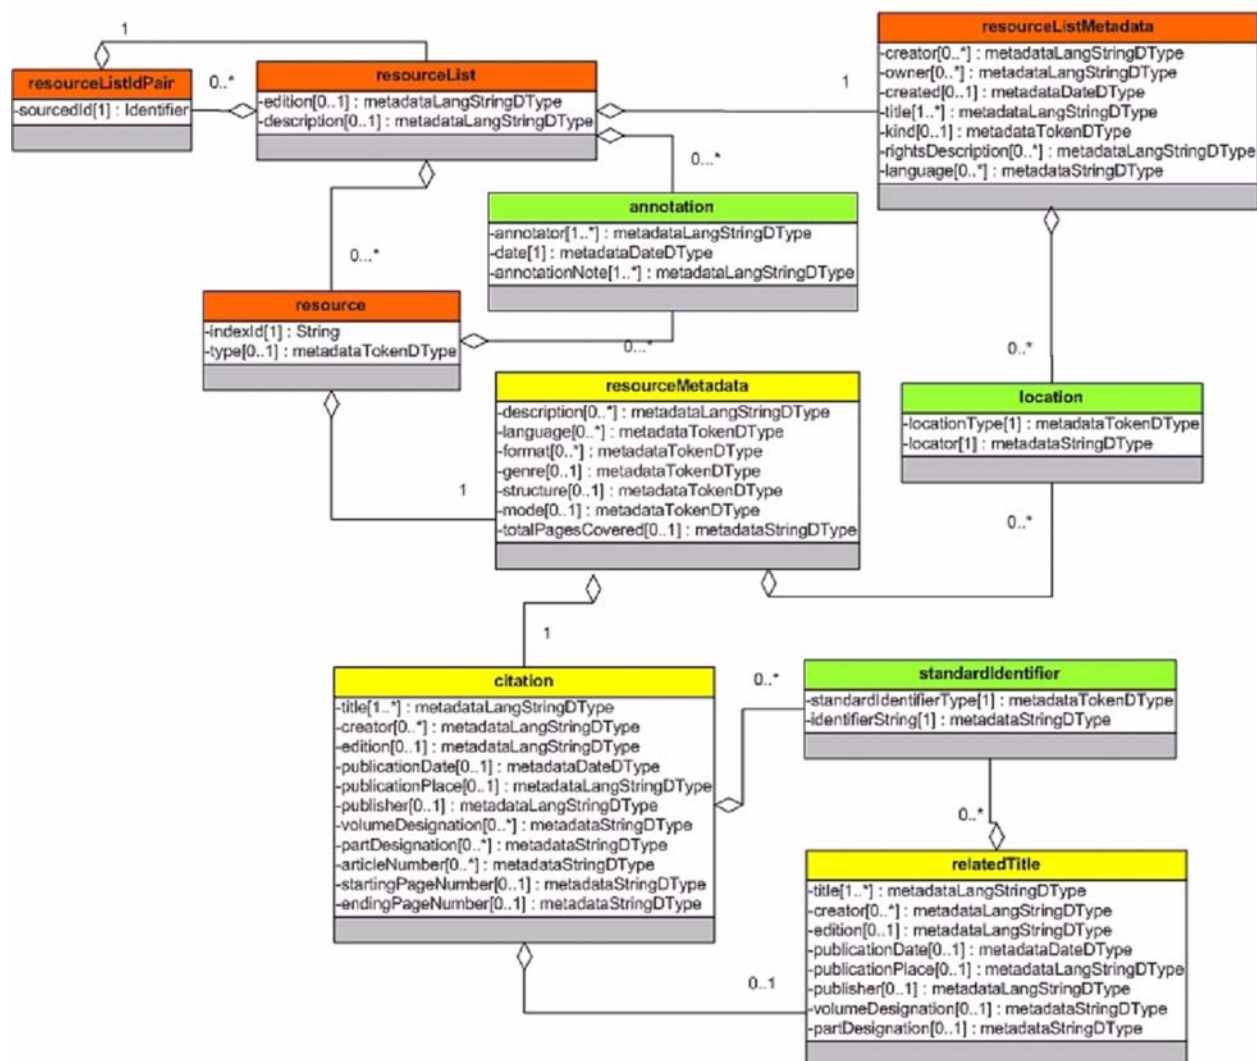 1
resourceListMetadata
-creator[0..*] : metadataLangStringDType
-owner[0..*] : metadataLangStringDType
-created[0..1] : metadataDateDType
-title[1..*] : metadataLangStringDType
-kind[0..1] : metadataTokenDType
-rightsDescription[0..*] : metadataLangStringDType
-language[0..*] : metadataStringDType
resourceListIdPair
-sourcedId[1] : Identifier
0..*
resourceList
-edition[0..1] : metadataLangStringDType
-description[0..1] : metadataLangStringDType
1
0...*
annotation
-annotator[1..*] : metadataLangStringDType
-date[1] : metadataDateDType
-annotationNote[1..*] : metadataLangStringDType
0...*
resource
-indexId[1] : String
-type[0..1] : metadataTokenDType
0...*
0..*
resourceMetadata
-description[0..*] : metadataLangStringDType
-language[0..*] : metadataTokenDType
-format[0..*] : metadataTokenDType
-genre[0..1] : metadataTokenDType
-structure[0..1] : metadataTokenDType
-mode[0..1] : metadataTokenDType
-totalPagesCovered[0..1] : metadataStringDType
1
location
-locationType[1] : metadataTokenDType
-locator[1] : metadataStringDType
0..*
1
citation
-title[1..*] : metadataLangStringDType
-creator[0..*] : metadataLangStringDType
-edition[0..1] : metadataLangStringDType
-publicationDate[0..1] : metadataDateDType
-publicationPlace[0..1] : metadataLangStringDType
-publisher[0..1] : metadataLangStringDType
-volumeDesignation[0..*] : metadataStringDType
-partDesignation[0..*] : metadataStringDType
-articleNumber[0..*] : metadataStringDType
-startingPageNumber[0..1] : metadataStringDType
-endingPageNumber[0..1] : metadataStringDType
0..*
standardIdentifier
-standardIdentifierType[1] : metadataTokenDType
-identifierString[1] : metadataStringDType
0..*
relatedTitle
-title[1..*] : metadataLangStringDType
-creator[0..*] : metadataLangStringDType
-edition[0..1] : metadataLangStringDType
-publicationDate[0..1] : metadataDateDType
-publicationPlace[0..1] : metadataLangStringDType
-publisher[0..1] : metadataLangStringDType
-volumeDesignation[0..1] : metadataStringDType
-partDesignation[0..1] : metadataStringDType
0..1